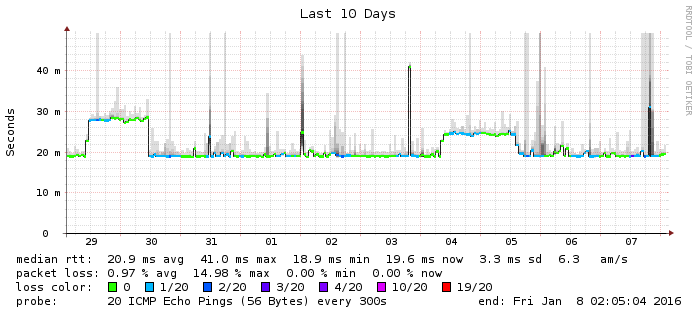 Last 10 Days
RRDTOOL / TOBI OETIKER
Seconds
40 m
30 m
20 m
10 m
0
29 30 31 01 02 03 04 05 06 07
median rtt: 20.9 ms avg 41.0 ms max 18.9 ms min 19.6 ms now 3.3 ms sd 6.3 am/s
packet loss: 0.97 % avg 14.98 % max 0.00 % min 0.00 % now
loss color: 0 1/20 2/20 3/20 4/20 10/20 19/20
probe: 20 ICMP Echo Pings (56 Bytes) every 300s end: Fri Jan 8 02:05:04 2016